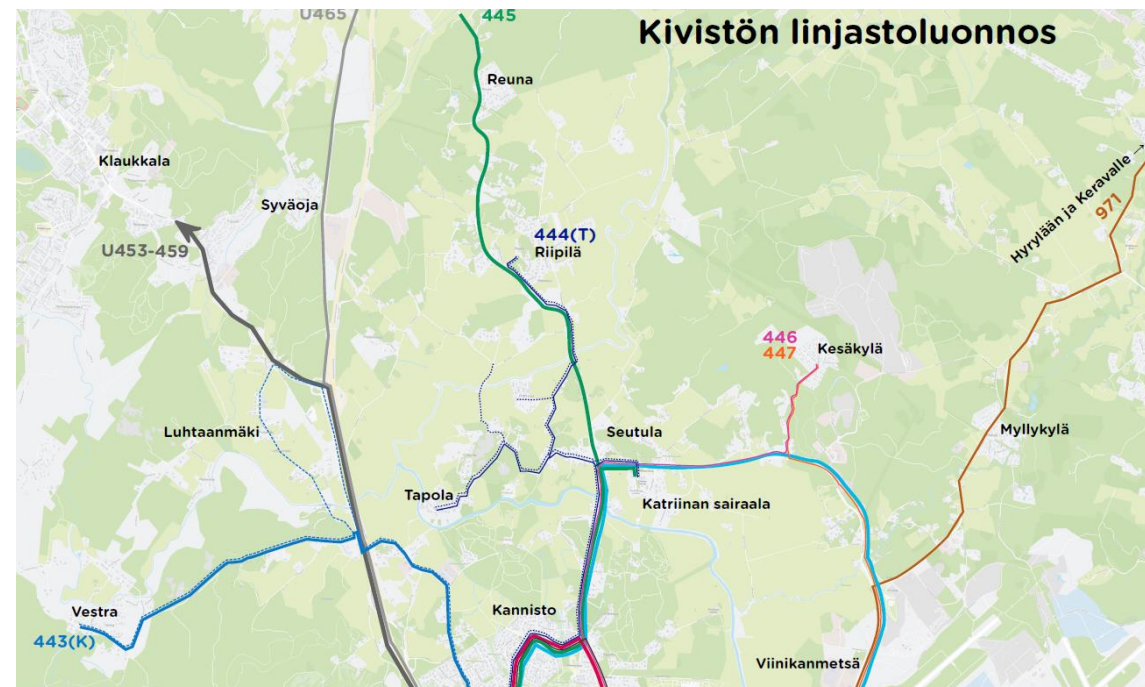 Kivistön linjastoluonnos
U465
445
Reuna
Klaukkala
Syväoja
U453-459
444(T)
Riipilä
Hyrylään ja Keravalle →
971
446
447
Kesäkylä
Luhtaanmäki
Seutula
Myllykylä
Tapola
Katriinan sairaala
Vestra
443(K)
Kannisto
Viinikanmetsä